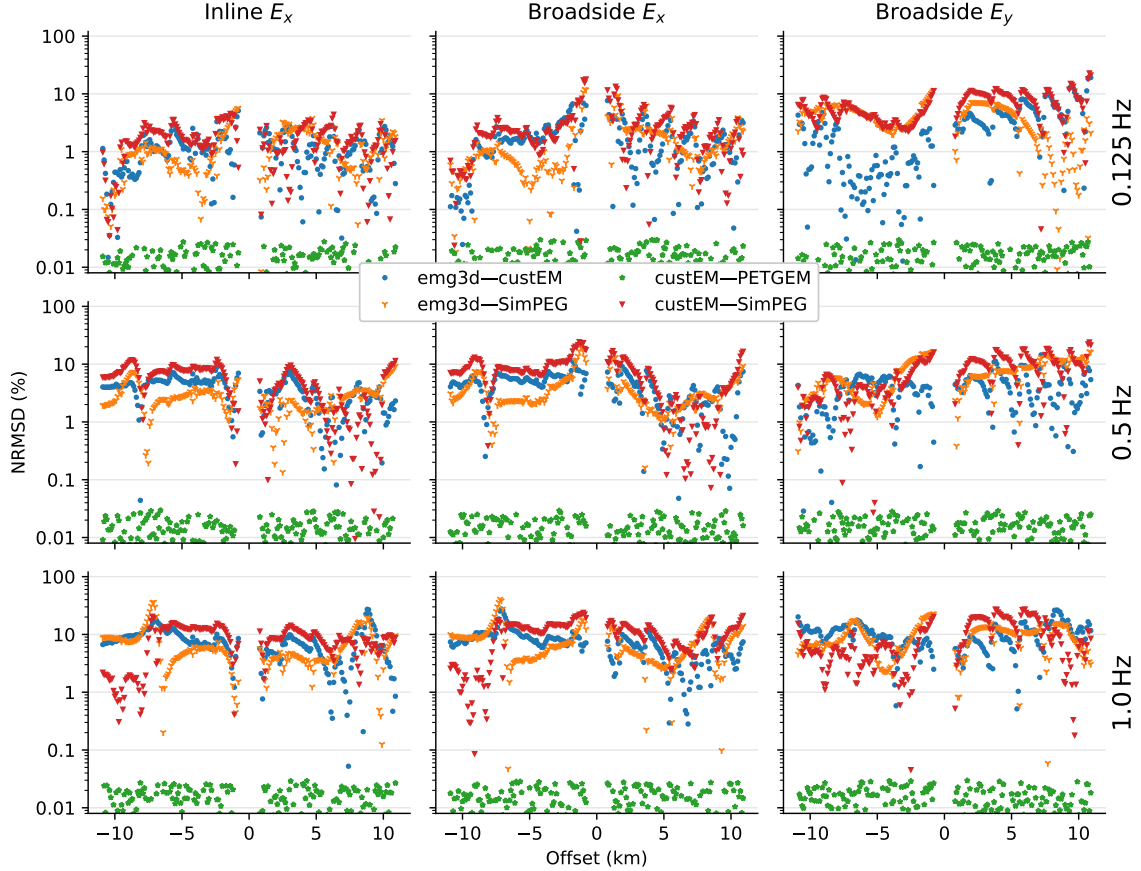 Inline Eₓ Broadside Eₓ Broadside Eᵧ
100
10
1
0.1
0.01
0.125 Hz
emg3d—custEM custEM—PETGEM
emg3d—SimPEG custEM—SimPEG
100
10
1
0.1
0.01
NRMSD (%)
0.5 Hz
100
10
1
0.1
0.01
1.0 Hz
−10 −5 0 5 10 −10 −5 0 5 10 −10 −5 0 5 10
Offset (km)